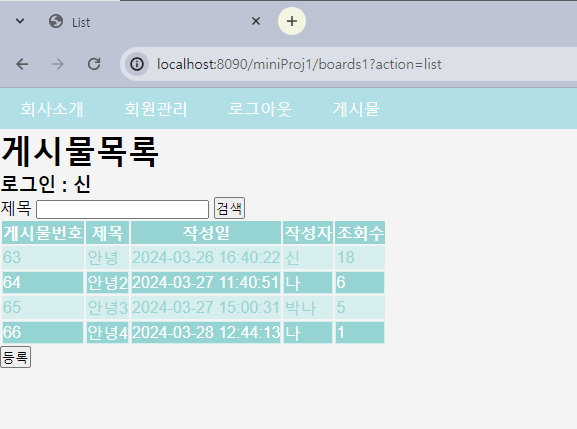 List
localhost:8090/miniProj1/boards1?action=list
회사소개 회원관리 로그아웃 게시물
게시물목록
로그인 : 신
제목 검색
게시물번호 제목 작성일 작성자 조회수
63 안녕 2024-03-26 16:40:22 신 18
64 안녕2 2024-03-27 11:40:51 나 6
65 안녕3 2024-03-27 15:00:31 박나 5
66 안녕4 2024-03-28 12:44:13 나 1
등록